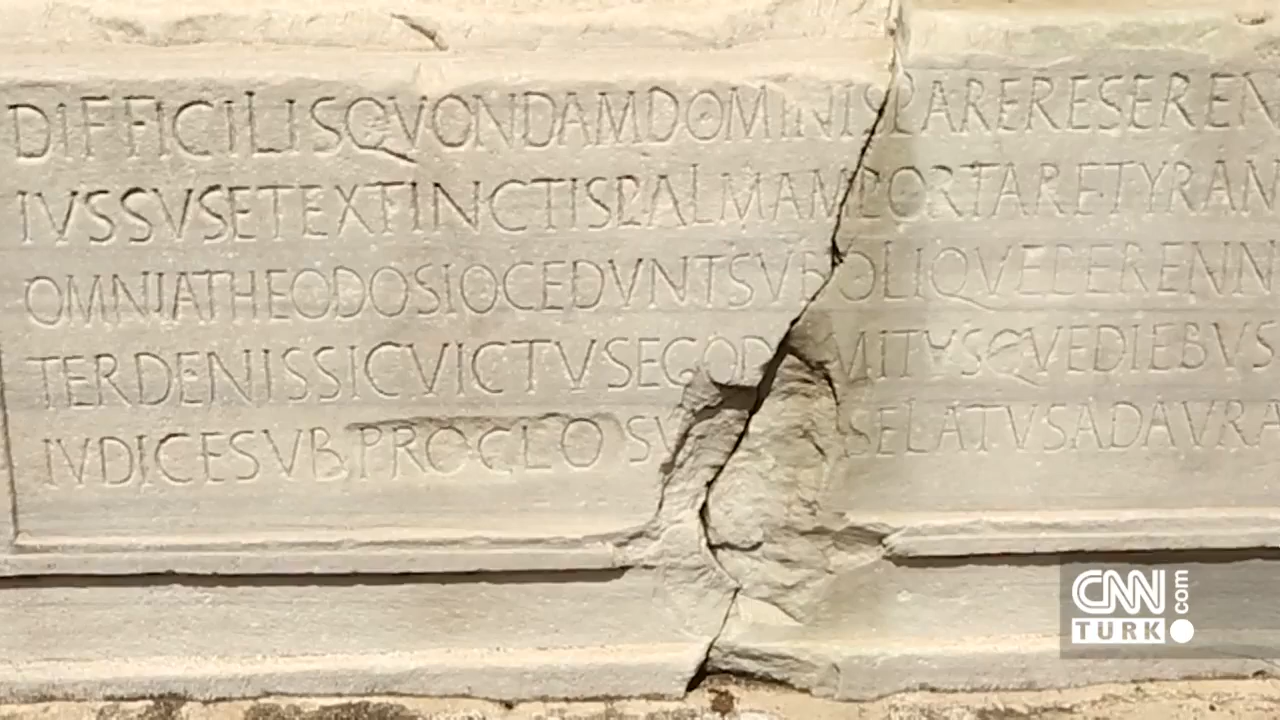 DIFFICILISQVONDAMDOMINISPARERESEREN
IVSSVSETEXTINCTISPALMAMPORTARETYRAN
OMNIATHEODOSIOCEDVNTSVBOLIQVEPERENN
TERDENISSICVICTVSEGOD MITVSQVEDIEBVS
IVDICESVBPROCLOSV SELATVSADAVRA
CNN
TURK.com